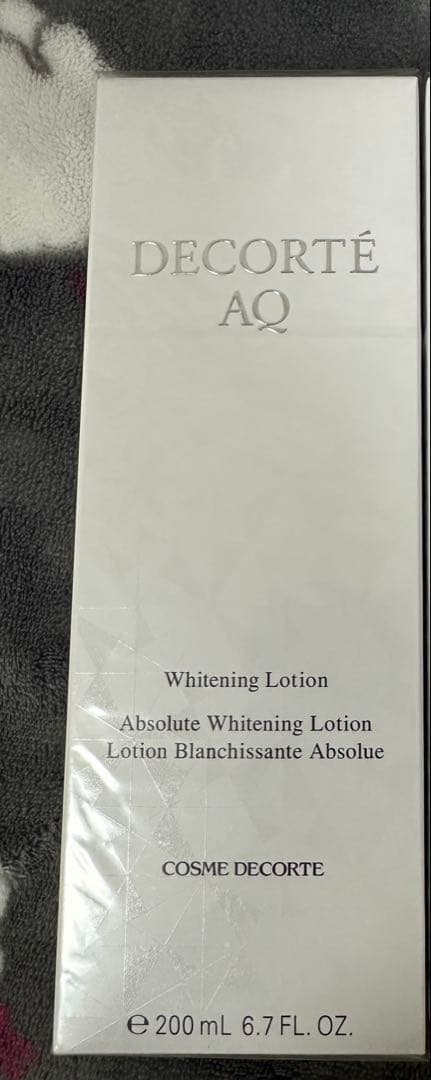 DECORTÉ
AQ
Whitening Lotion
Absolute Whitening Lotion
Lotion Blanchissante Absolue
COSME DECORTE
℮ 200 mL 6.7 FL. OZ.